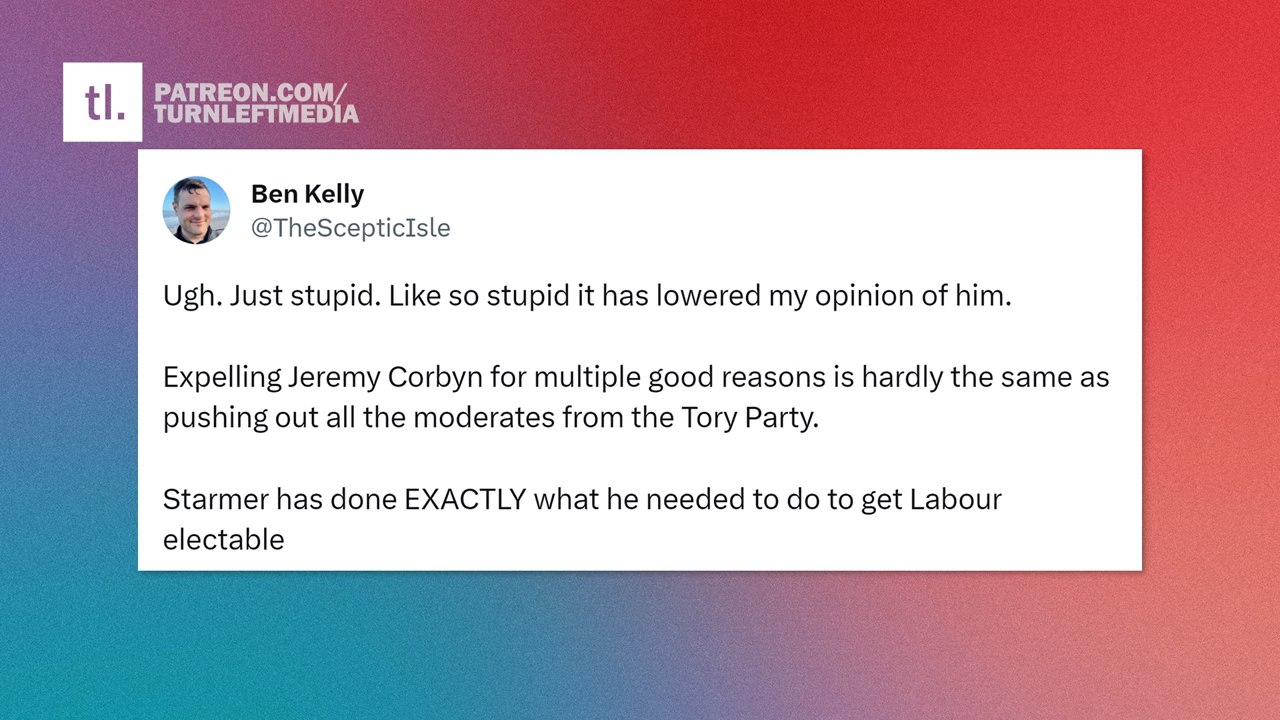 tl.
PATREON.COM/
TURNLEFTMEDIA
Ben Kelly
@TheScepticIsle
Ugh. Just stupid. Like so stupid it has lowered my opinion of him.
Expelling Jeremy Corbyn for multiple good reasons is hardly the same as
pushing out all the moderates from the Tory Party.
Starmer has done EXACTLY what he needed to do to get Labour
electable